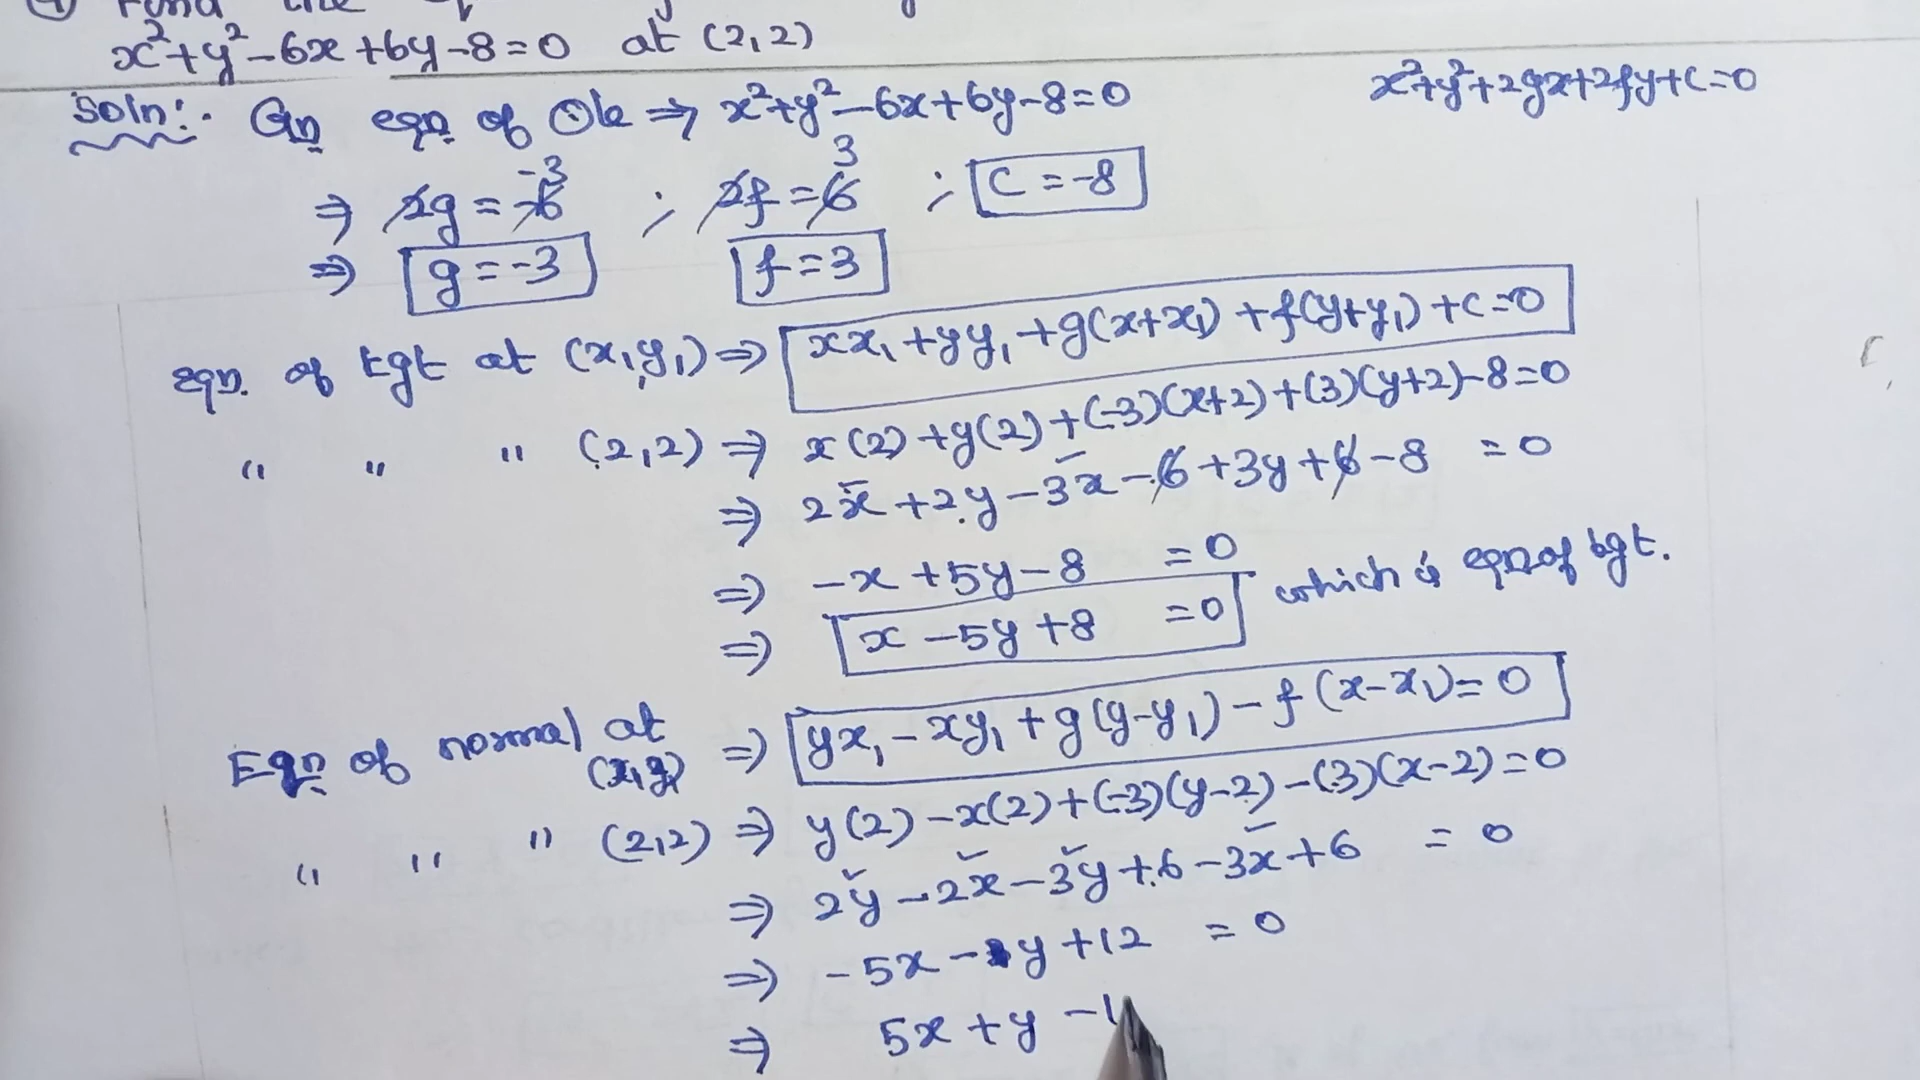 x²+y²-6x+6y-8=0 at (2,2)
Soln:- Gn eqn of Ole ⇒ x²+y²-6x+6y-8=0
x²+y²+2gx+2fy+c=0
⇒ 2g = -6 -3 ; 2f = 6 3 ; c = -8
⇒ g = -3 f = 3
eqn. of tgt at (x1,y1) ⇒ xx₁+yy₁+g(x+x₁)+f(y+y₁)+c=0
" " " (2,2) ⇒ x(2)+y(2)+(-3)(x+2)+(3)(y+2)-8=0
⇒ 2x+2y-3x-6+3y+6-8 =0
⇒ -x+5y-8 =0
⇒ x-5y+8 =0 which is eqn of tgt.
Eqn of normal at (x1,y1) ⇒ yx₁-xy₁+g(y-y₁)-f(x-x₁)=0
" " " (2,2) ⇒ y(2)-x(2)+(-3)(y-2)-(3)(x-2)=0
⇒ 2y-2x-3y+6-3x+6 =0
⇒ -5x-y+12 =0
⇒ 5x+y-1